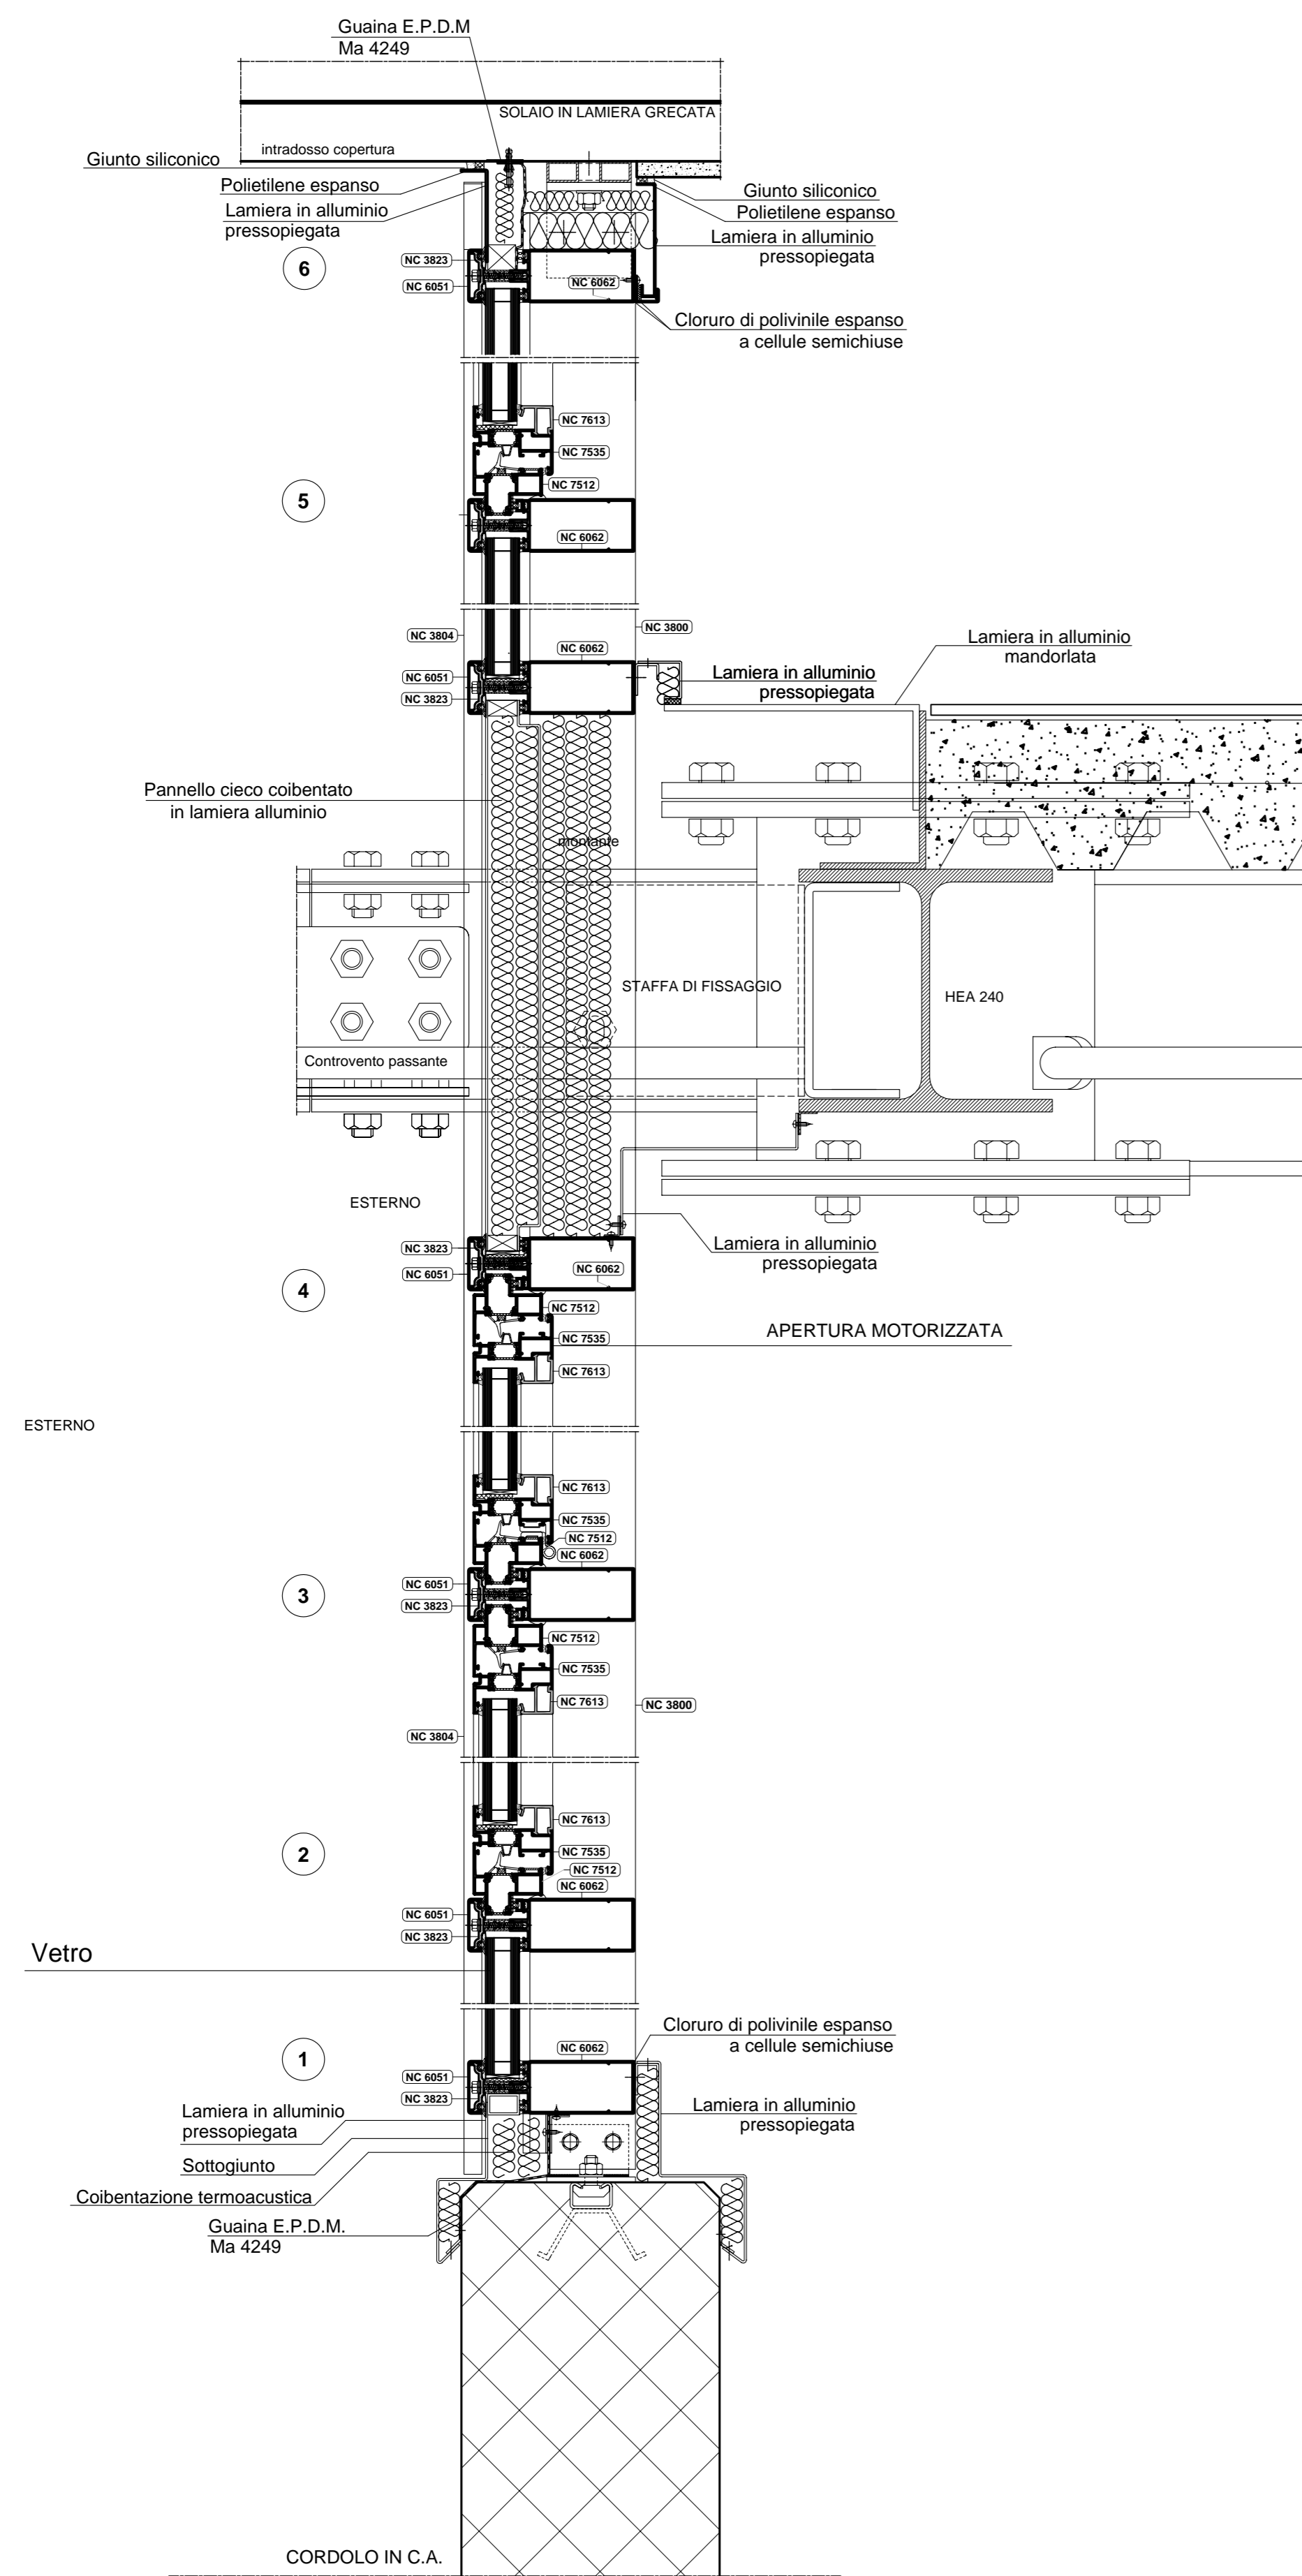 Guaina E.P.D.M
Ma 4249
SOLAIO IN LAMIERA GRECATA
intradosso copertura
Giunto siliconico
Polietilene espanso
Lamiera in alluminio
pressopiegata
Giunto siliconico
Polietilene espanso
Lamiera in alluminio
pressopiegata
6
NC 3823
NC 6051
NC 6062
Cloruro di polivinile espanso
a cellule semichiuse
NC 7613
NC 7535
NC 7512
5
NC 6062
NC 3804
NC 3800
NC 6062
NC 6051
NC 3823
Lamiera in alluminio
pressopiegata
Lamiera in alluminio
mandorlata
Pannello cieco coibentato
in lamiera alluminio
montante
STAFFA DI FISSAGGIO
HEA 240
Controvento passante
ESTERNO
NC 3823
NC 6051
NC 6062
Lamiera in alluminio
pressopiegata
4
NC 7512
NC 7535
NC 7613
APERTURA MOTORIZZATA
ESTERNO
NC 7613
NC 7535
NC 7512
NC 6062
3
NC 6051
NC 3823
NC 7512
NC 7535
NC 7613
NC 3800
NC 3804
NC 7613
NC 7535
NC 7512
NC 6062
2
NC 6051
NC 3823
Vetro
Cloruro di polivinile espanso
a cellule semichiuse
1
NC 6062
NC 6051
NC 3823
Lamiera in alluminio
pressopiegata
Lamiera in alluminio
pressopiegata
Sottogiunto
Coibentazione termoacustica
Guaina E.P.D.M.
Ma 4249
CORDOLO IN C.A.